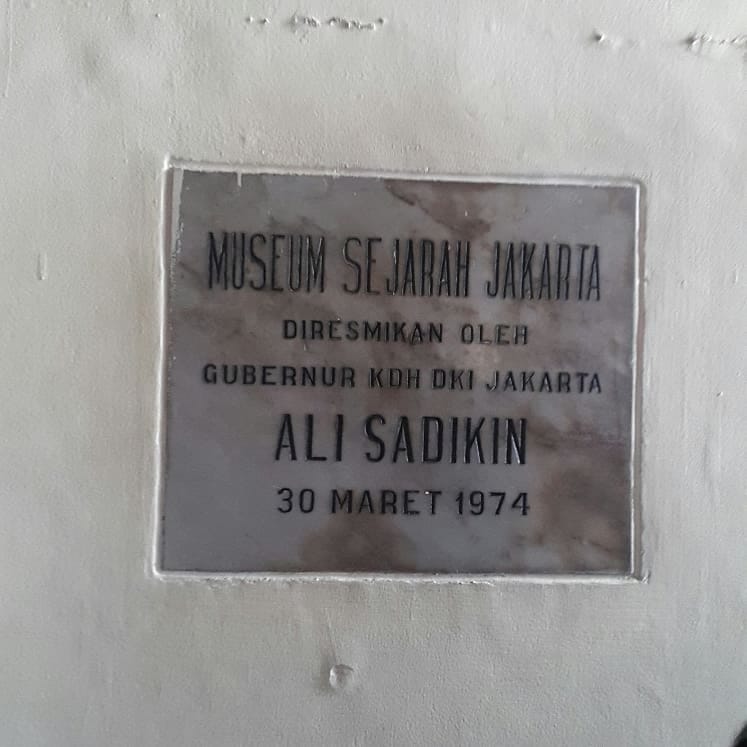 MUSEUM SEJARAH JAKARTA
DIRESMIKAN OLEH
GUBERNUR KDH DKI JAKARTA
ALI SADIKIN
30 MARET 1974